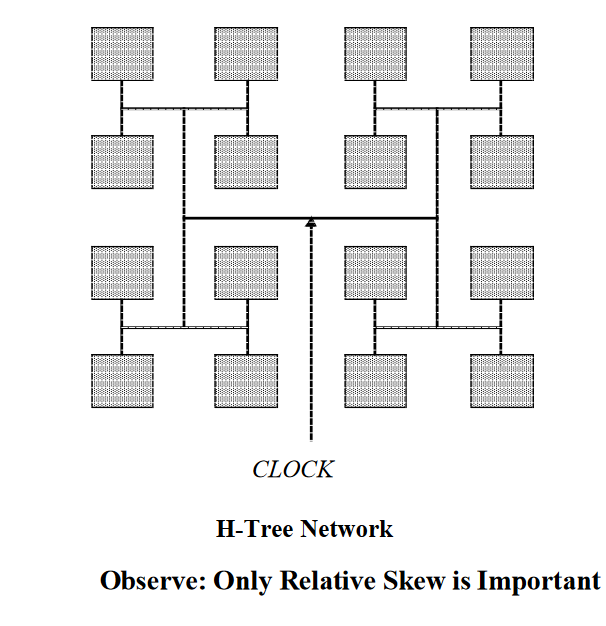 CLOCK
H-Tree Network
Observe: Only Relative Skew is Important